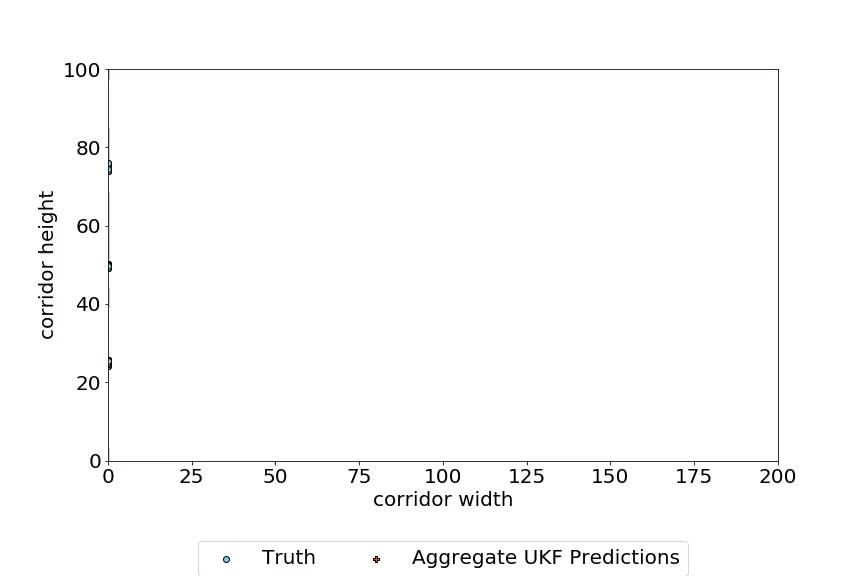 100
80
60
40
20
0
corridor height
0 25 50 75 100 125 150 175 200
corridor width
Truth Aggregate UKF Predictions